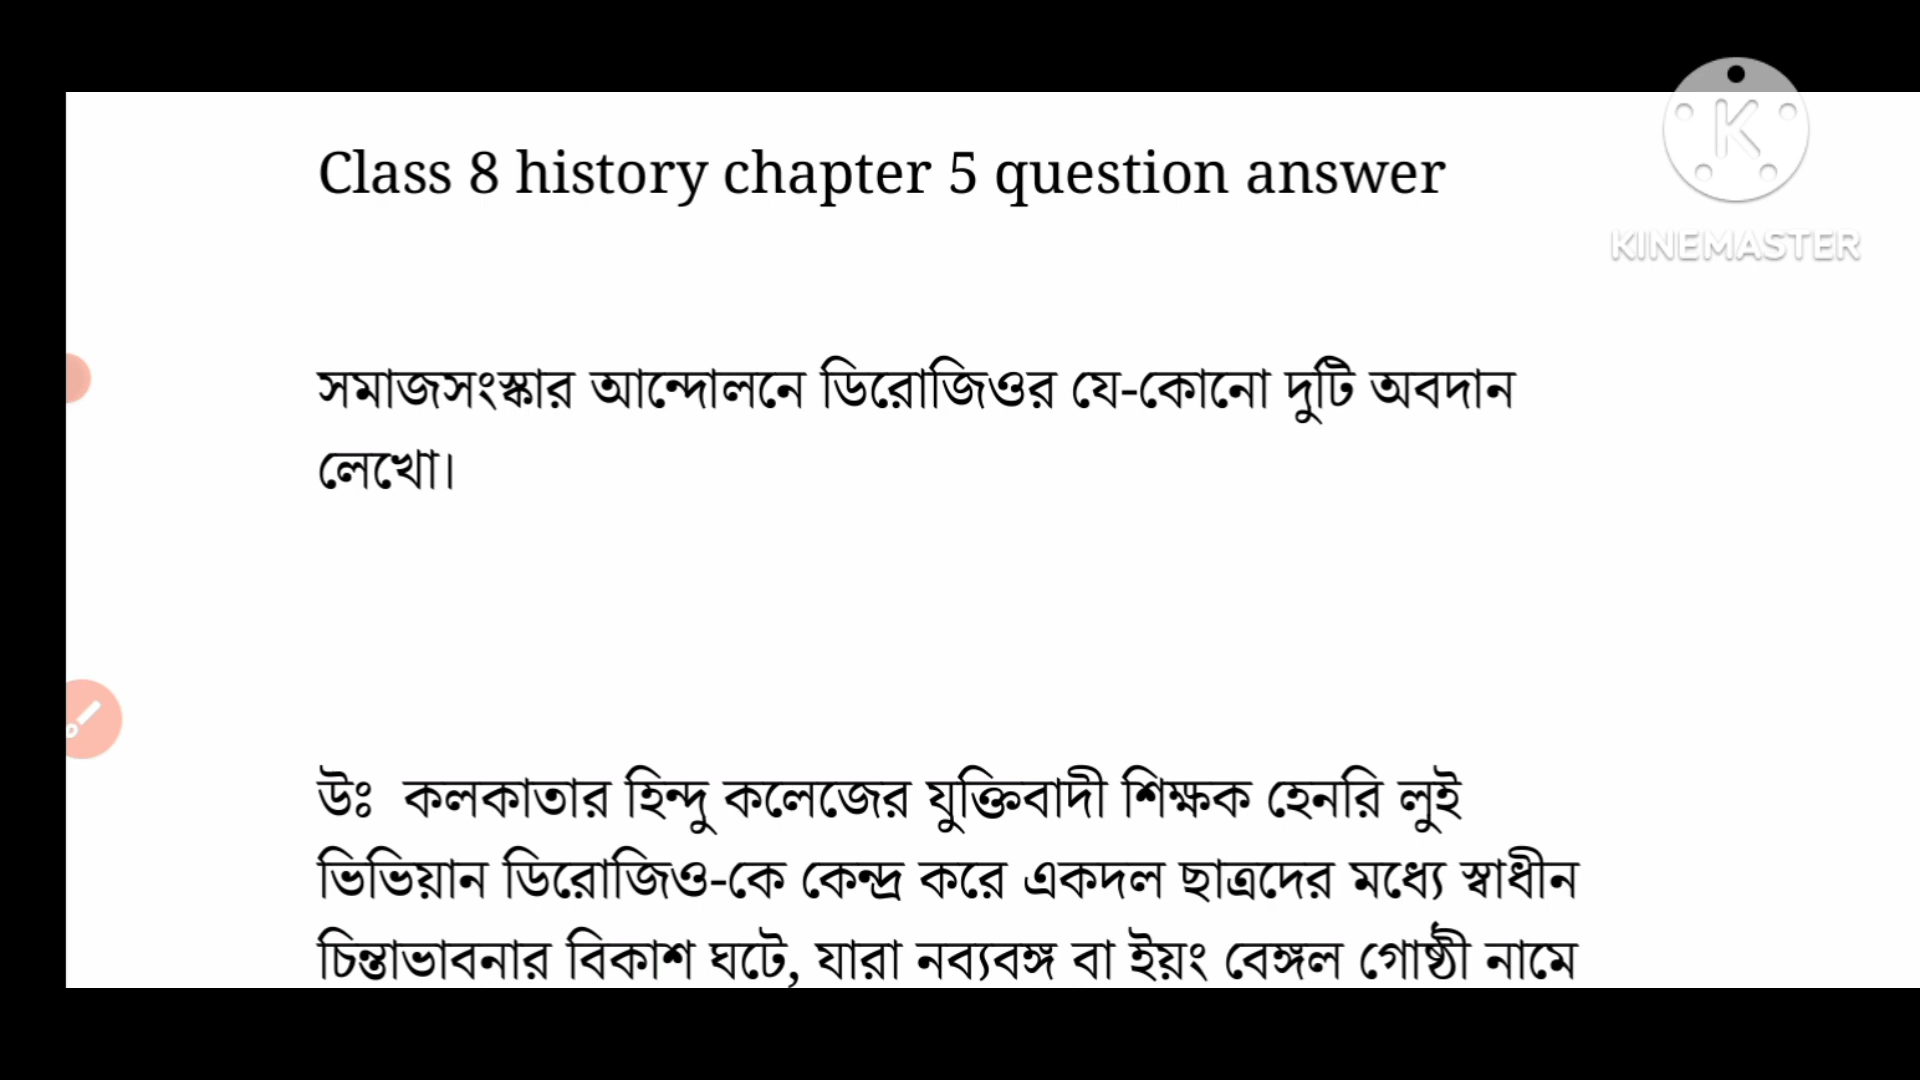 Class 8 history chapter 5 question answer
K
KINEMASTER
সমাজসংস্কার আন্দোলনে ডিরোজিওর যে-কোনো দুটি অবদান
লেখো।
উঃ কলকাতার হিন্দু কলেজের যুক্তিবাদী শিক্ষক হেনরি লুই
ভিভিয়ান ডিরোজিও-কে কেন্দ্র করে একদল ছাত্রদের মধ্যে স্বাধীন
চিন্তাভাবনার বিকাশ ঘটে, যারা নব্যবঙ্গ বা ইয়ং বেঙ্গল গোষ্ঠী নামে